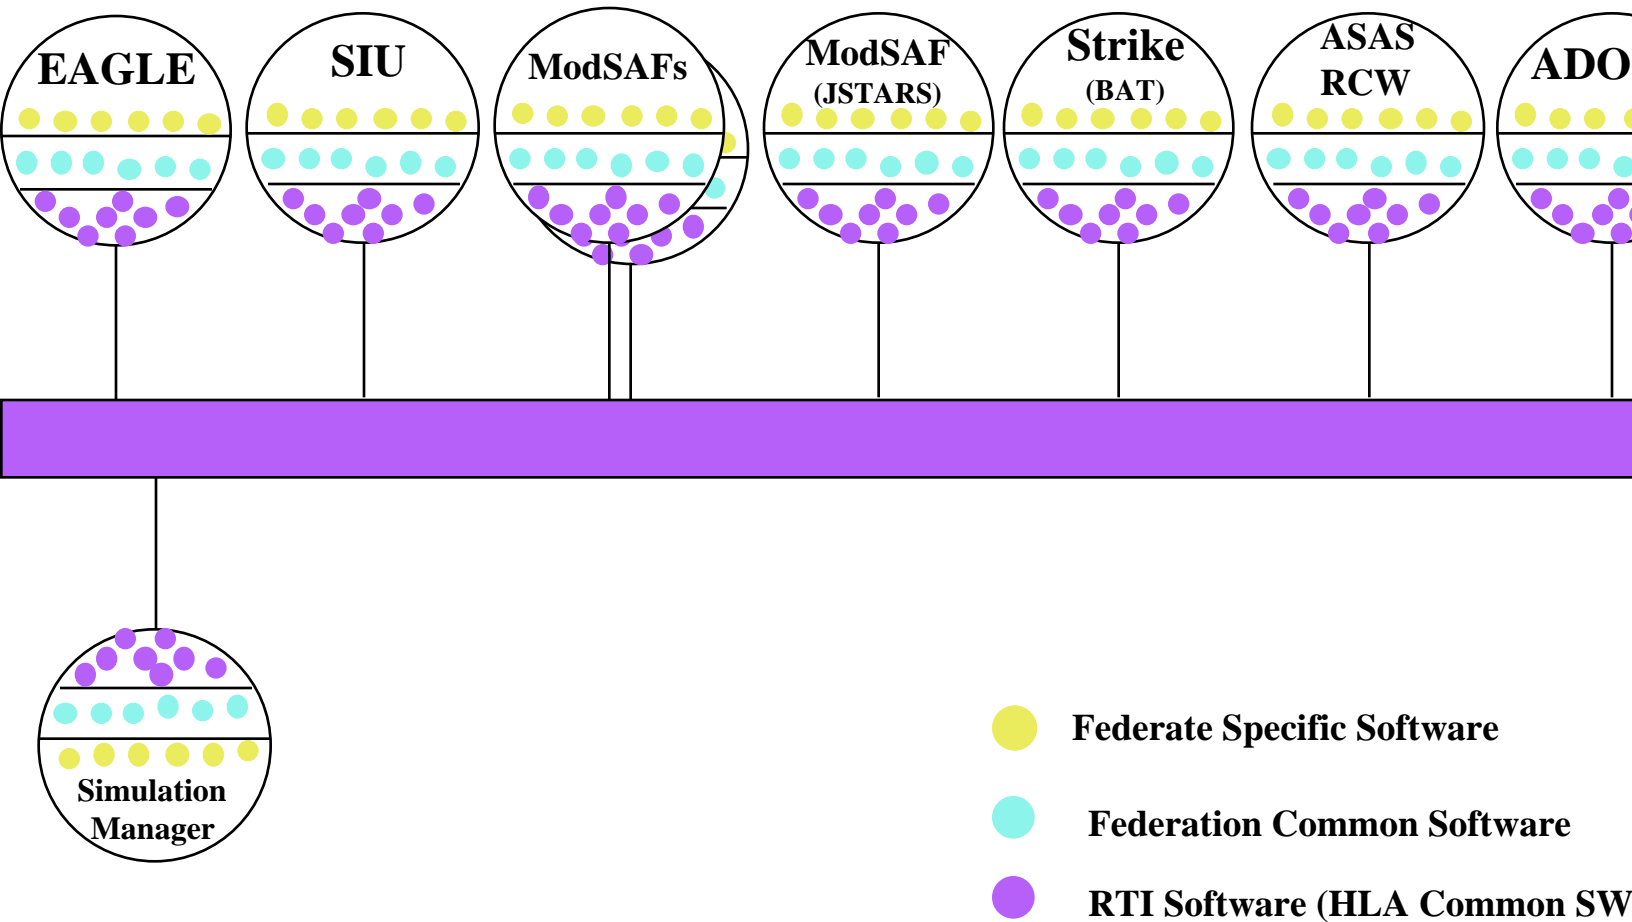 EAGLE
SIU
ModSAFs
ModSAF
(JSTARS)
Strike
(BAT)
ASAS
RCW
ADO
Simulation
Manager
Federate Specific Software
Federation Common Software
RTI Software (HLA Common SW